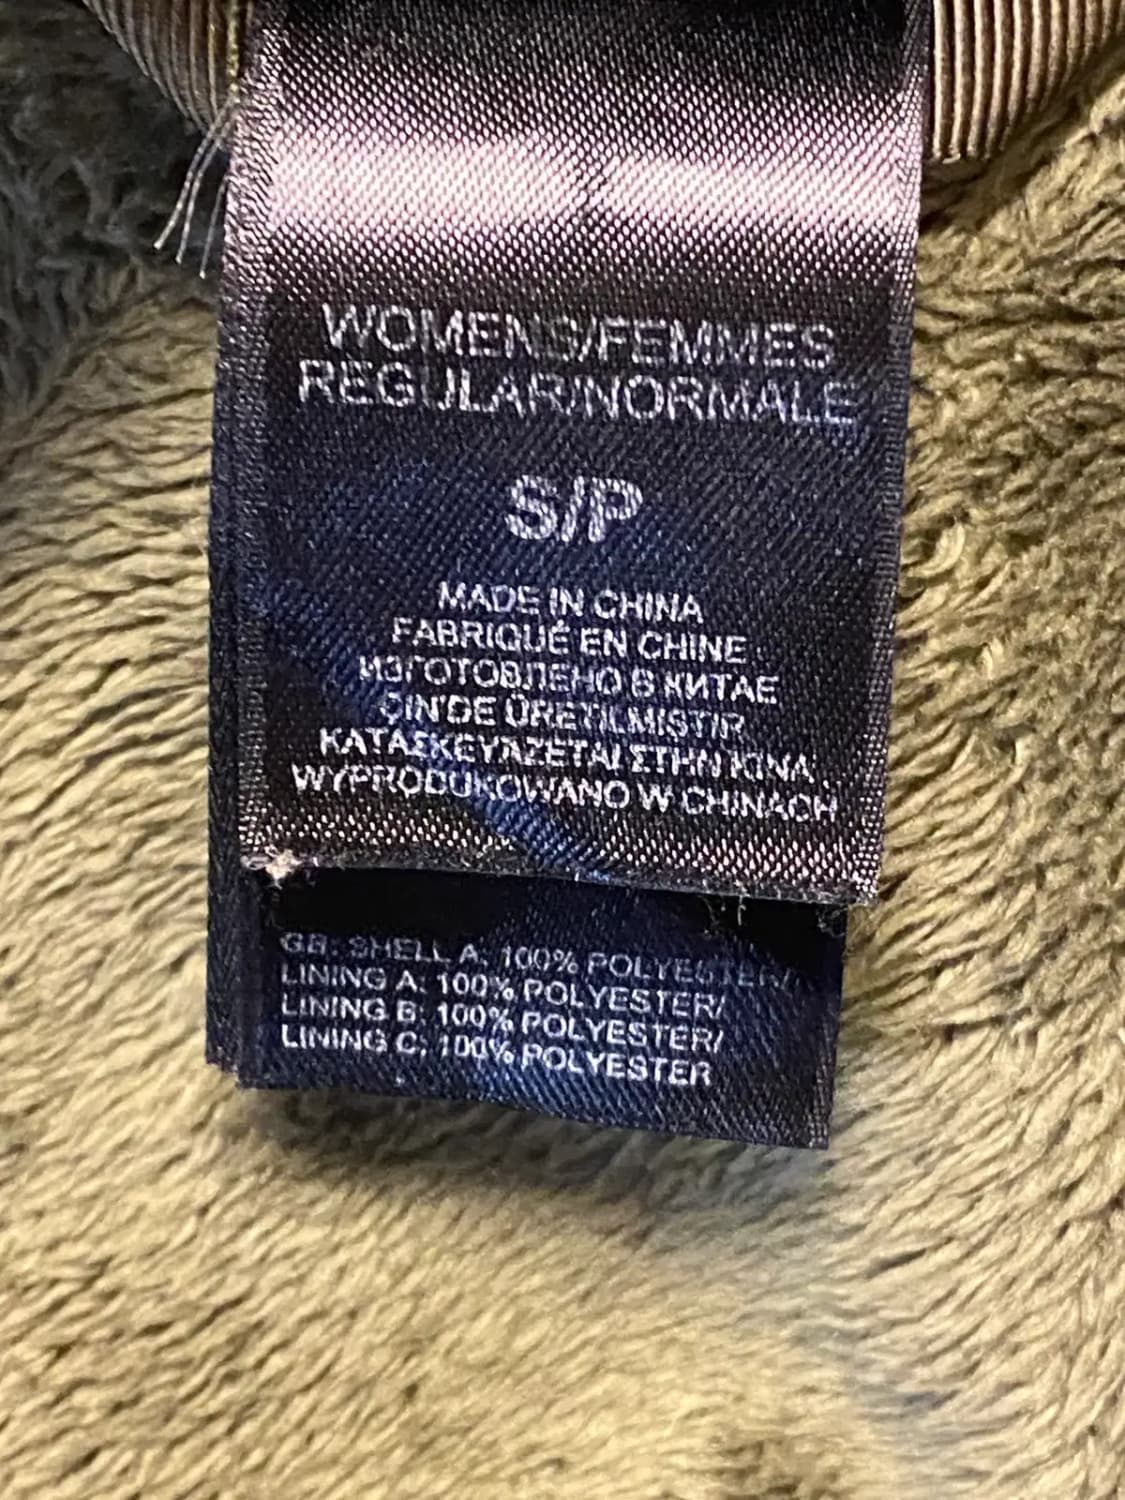 WOMENS/FEMMES
REGULAR/NORMALE
S/P
MADE IN CHINA
FABRIQUÉ EN CHINE
ИЗГОТОВЛЕНО В КИТАЕ
ÇIN'DE ÜRETILMISTIR
ΚΑΤΑΣΚΕΥΑΖΕΤΑΙ ΣΤΗΝ ΚΙΝΑ
WYPRODUKOWANO W CHINACH
GB: SHELL A: 100% POLYESTER/
LINING A: 100% POLYESTER/
LINING B: 100% POLYESTER/
LINING C: 100% POLYESTER